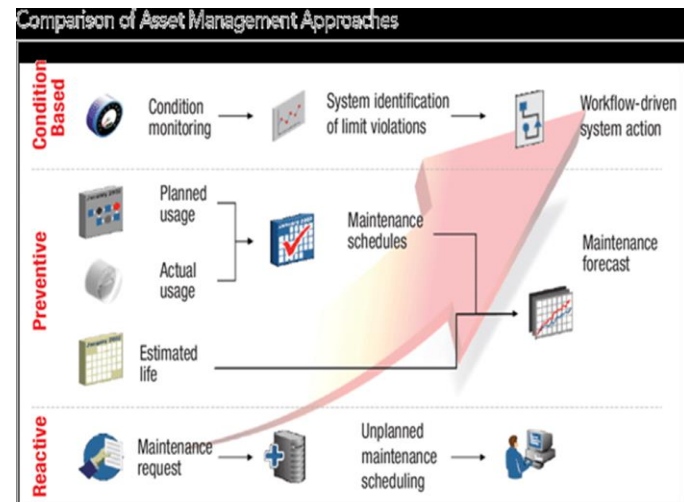 Comparison of Asset Management Approaches
Condition
Based
Condition
monitoring
System identification
of limit violations
Workflow-driven
system action
Preventive
Planned
usage
Actual
usage
Maintenance
schedules
Maintenance
forecast
Estimated
life
Reactive
Maintenance
request
Unplanned
maintenance
scheduling